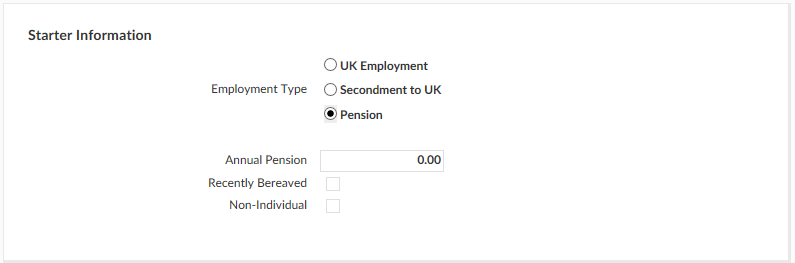 Starter Information
UK Employment
Employment Type
Secondment to UK
Pension
Annual Pension 0.00
Recently Bereaved
Non-Individual